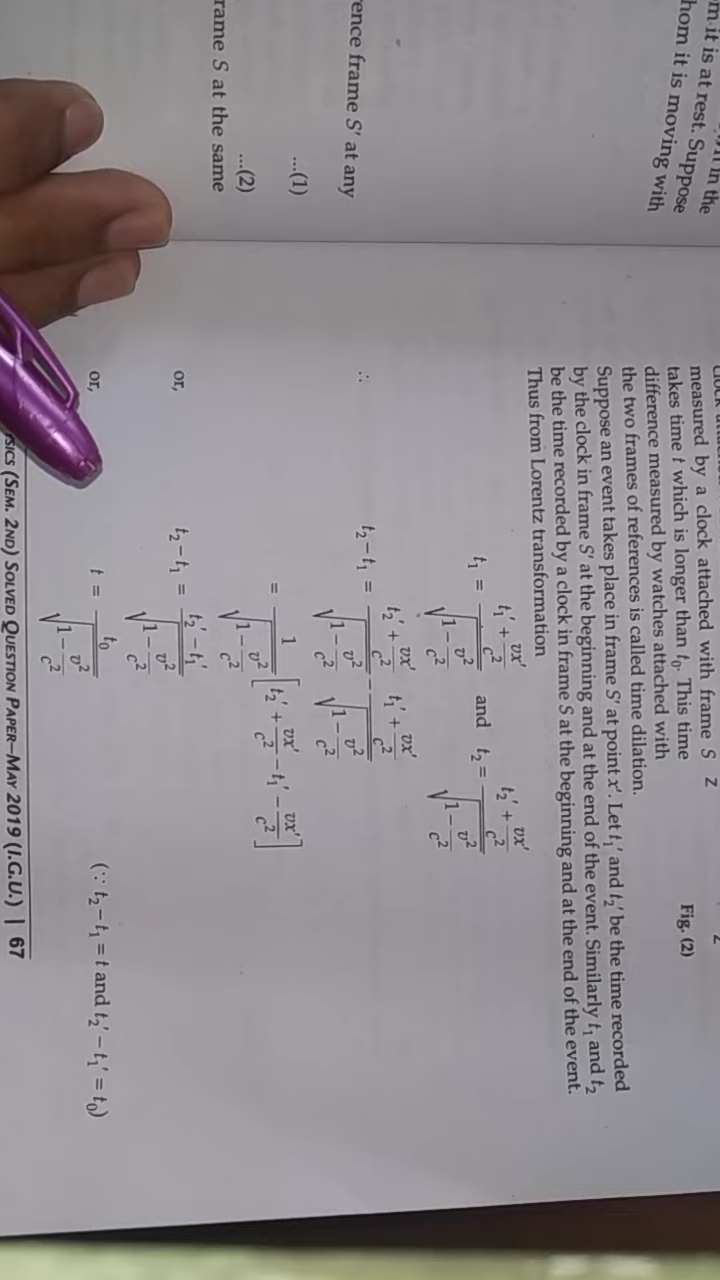 m it is at rest. Suppose
hom it is moving with
ence frame S' at any
...(1)
...(2)
rame S at the same
measured by a clock attached with frame S
takes time t which is longer than t₀. This time
difference measured by watches attached with
the two frames of references is called time dilation.
Z
Fig. (2)
Suppose an event takes place in frame S' at point x'. Let t₁' and t₂' be the time recorded
by the clock in frame S' at the beginning and at the end of the event. Similarly t₁ and t₂
be the time recorded by a clock in frame S at the beginning and at the end of the event.
Thus from Lorentz transformation
t₁ = (t₁' + vx'/c²) / √(1 − v²/c²) and t₂ = (t₂' + vx'/c²) / √(1 − v²/c²)
∴ t₂ − t₁ = (t₂' + vx'/c²) / √(1 − v²/c²) − (t₁' + vx'/c²) / √(1 − v²/c²)
= 1 / √(1 − v²/c²) [t₂' + vx'/c² − t₁' − vx'/c²]
or, t₂ − t₁ = (t₂' − t₁') / √(1 − v²/c²)
or, t = t₀ / √(1 − v²/c²) (∵ t₂ − t₁ = t and t₂' − t₁' = t₀)
SICS (SEM. 2ND) SOLVED QUESTION PAPER—MAY 2019 (I.G.U.) | 67